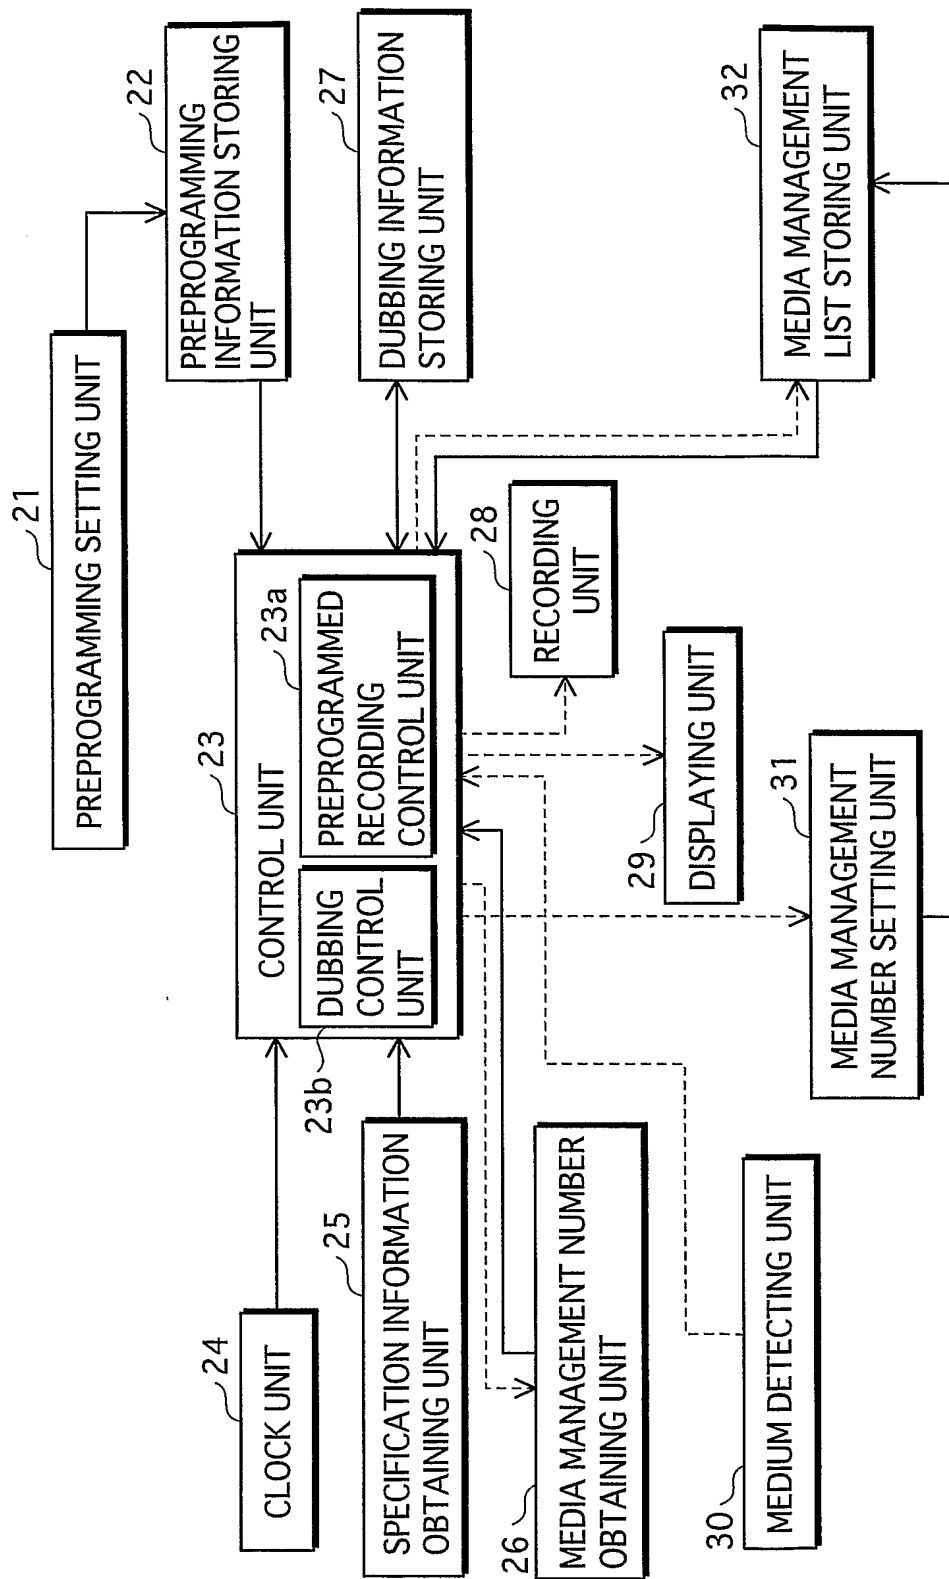 21
PREPROGRAMMING SETTING UNIT
22
PREPROGRAMMING
INFORMATION STORING
UNIT
23
CONTROL UNIT
23a
PREPROGRAMMED
RECORDING
CONTROL UNIT
23b
DUBBING
CONTROL
UNIT
24
CLOCK UNIT
25
SPECIFICATION INFORMATION
OBTAINING UNIT
26
MEDIA MANAGEMENT NUMBER
OBTAINING UNIT
27
DUBBING INFORMATION
STORING UNIT
28
RECORDING
UNIT
29
DISPLAYING UNIT
30
MEDIUM DETECTING UNIT
31
MEDIA MANAGEMENT
NUMBER SETTING UNIT
32
MEDIA MANAGEMENT
LIST STORING UNIT